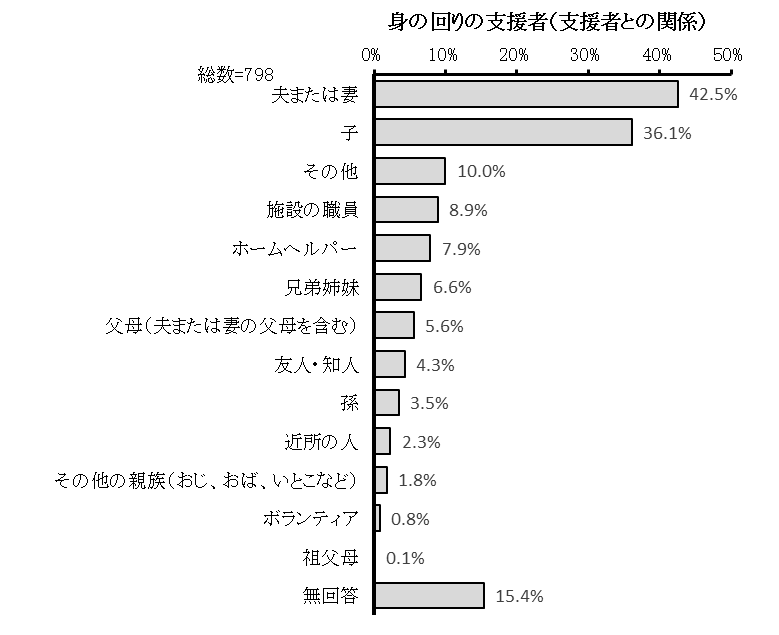 身の回りの支援者(支援者との関係)
0% 10% 20% 30% 40% 50%
総数=798
夫または妻 42.5%
子 36.1%
その他 10.0%
施設の職員 8.9%
ホームヘルパー 7.9%
兄弟姉妹 6.6%
父母(夫または妻の父母を含む) 5.6%
友人・知人 4.3%
孫 3.5%
近所の人 2.3%
その他の親族(おじ、おば、いとこなど) 1.8%
ボランティア 0.8%
祖父母 0.1%
無回答 15.4%